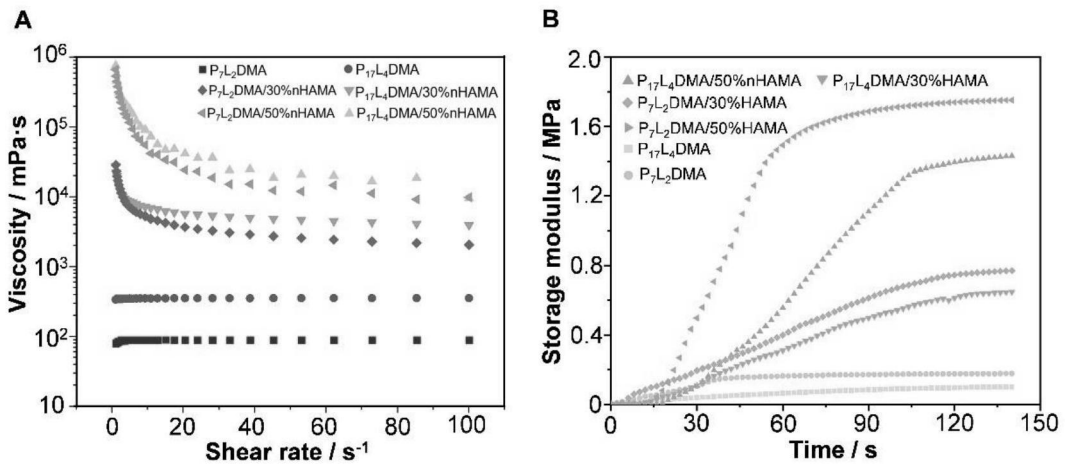 A
Viscosity / mPa·s
10⁶
10⁵
10⁴
10³
10²
10
P₇L₂DMA P₁₇L₄DMA
P₇L₂DMA/30%nHAMA P₁₇L₄DMA/30%nHAMA
P₇L₂DMA/50%nHAMA P₁₇L₄DMA/50%nHAMA
0 20 40 60 80 100
Shear rate / s⁻¹
B
Storage modulus / MPa
2.0
1.6
1.2
0.8
0.4
0
P₁₇L₄DMA/50%nHAMA P₁₇L₄DMA/30%HAMA
P₇L₂DMA/30%HAMA
P₇L₂DMA/50%HAMA
P₁₇L₄DMA
P₇L₂DMA
0 30 60 90 120 150
Time / s